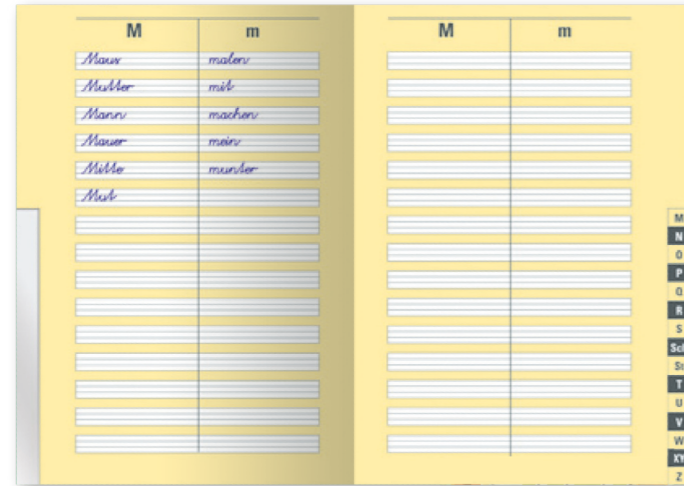 M m M m
Maus malen
Mutter mit
Mann machen
Mauer mein
Mitte munter
Mut
M
N
O
P
Q
R
S
Sch
St
T
U
V
W
XY
Z